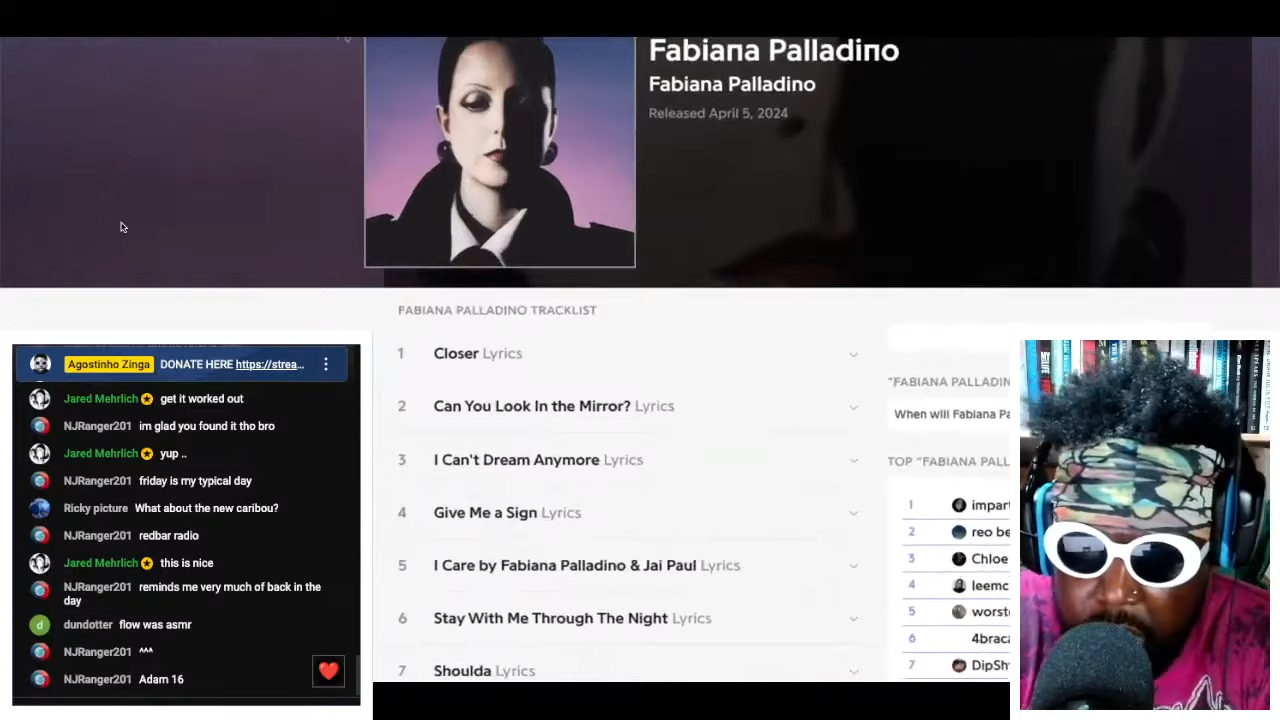 Fabiana Palladino
Fabiana Palladino
Released April 5, 2024
FABIANA PALLADINO TRACKLIST
1 Closer Lyrics
2 Can You Look In the Mirror? Lyrics
3 I Can't Dream Anymore Lyrics
4 Give Me a Sign Lyrics
5 I Care by Fabiana Palladino & Jai Paul Lyrics
6 Stay With Me Through The Night Lyrics
7 Shoulda Lyrics
"FABIANA PALLADIN
When will Fabiana Pa
TOP "FABIANA PALL
1 impart
2 reo be
3 Chloe
4 leemc
5 worst
6 4brac
7 DipSh
Agostinho Zinga DONATE HERE https://strea...
Jared Mehrlich get it worked out
NJRanger201 im glad you found it tho bro
Jared Mehrlich yup ..
NJRanger201 friday is my typical day
Ricky picture What about the new caribou?
NJRanger201 redbar radio
Jared Mehrlich this is nice
NJRanger201 reminds me very much of back in the
day
d dundotter flow was asmr
NJRanger201 ^^^
NJRanger201 Adam 16